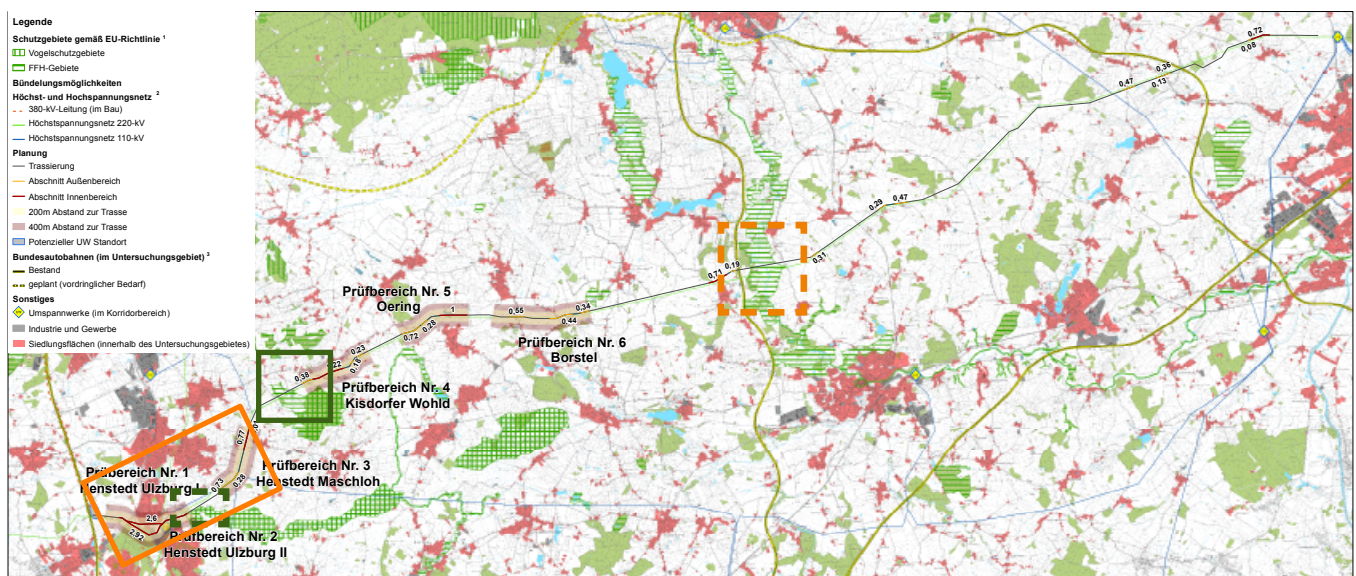 Legende
Schutzgebiete gemäß EU-Richtlinie ¹
Vogelschutzgebiete
FFH-Gebiete
Bündelungsmöglichkeiten
Höchst- und Hochspannungsnetz ²
380-kV-Leitung (im Bau)
Höchstspannungsnetz 220-kV
Höchstspannungsnetz 110-kV
Planung
Trassierung
Abschnitt Außenbereich
Abschnitt Innenbereich
200m Abstand zur Trasse
400m Abstand zur Trasse
Potenzieller UW Standort
Bundesautobahnen (im Untersuchungsgebiet) ³
Bestand
geplant (vordringlicher Bedarf)
Sonstiges
Umspannwerke (im Korridorbereich)
Industrie und Gewerbe
Siedlungsflächen (innerhalb des Untersuchungsgebietes)
0,72
0,08
0,36
0,13
0,47
0,47
0,29
0,31
0,19
0,71
Prüfbereich Nr. 5
Oering
1
0,28
0,72
0,55
0,34
0,44
Prüfbereich Nr. 6
Borstel
0,23
0,18
0,22
0,38
Prüfbereich Nr. 4
Kisdorfer Wohld
0,77
Prüfbereich Nr. 3
Henstedt Maschloh
0,28
0,73
Prüfbereich Nr. 1
Henstedt Ulzburg I
2,6
2,92
Prüfbereich Nr. 2
Henstedt Ulzburg II